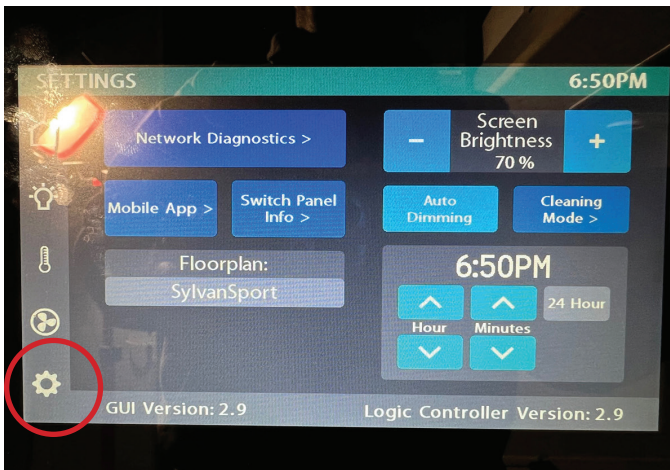 SETTINGS 6:50PM
Network Diagnostics >
Screen
Brightness
70 %
- +
Mobile App >
Switch Panel
Info >
Auto
Dimming
Cleaning
Mode >
Floorplan:
SylvanSport
6:50PM
24 Hour
Hour Minutes
GUI Version: 2.9 Logic Controller Version: 2.9